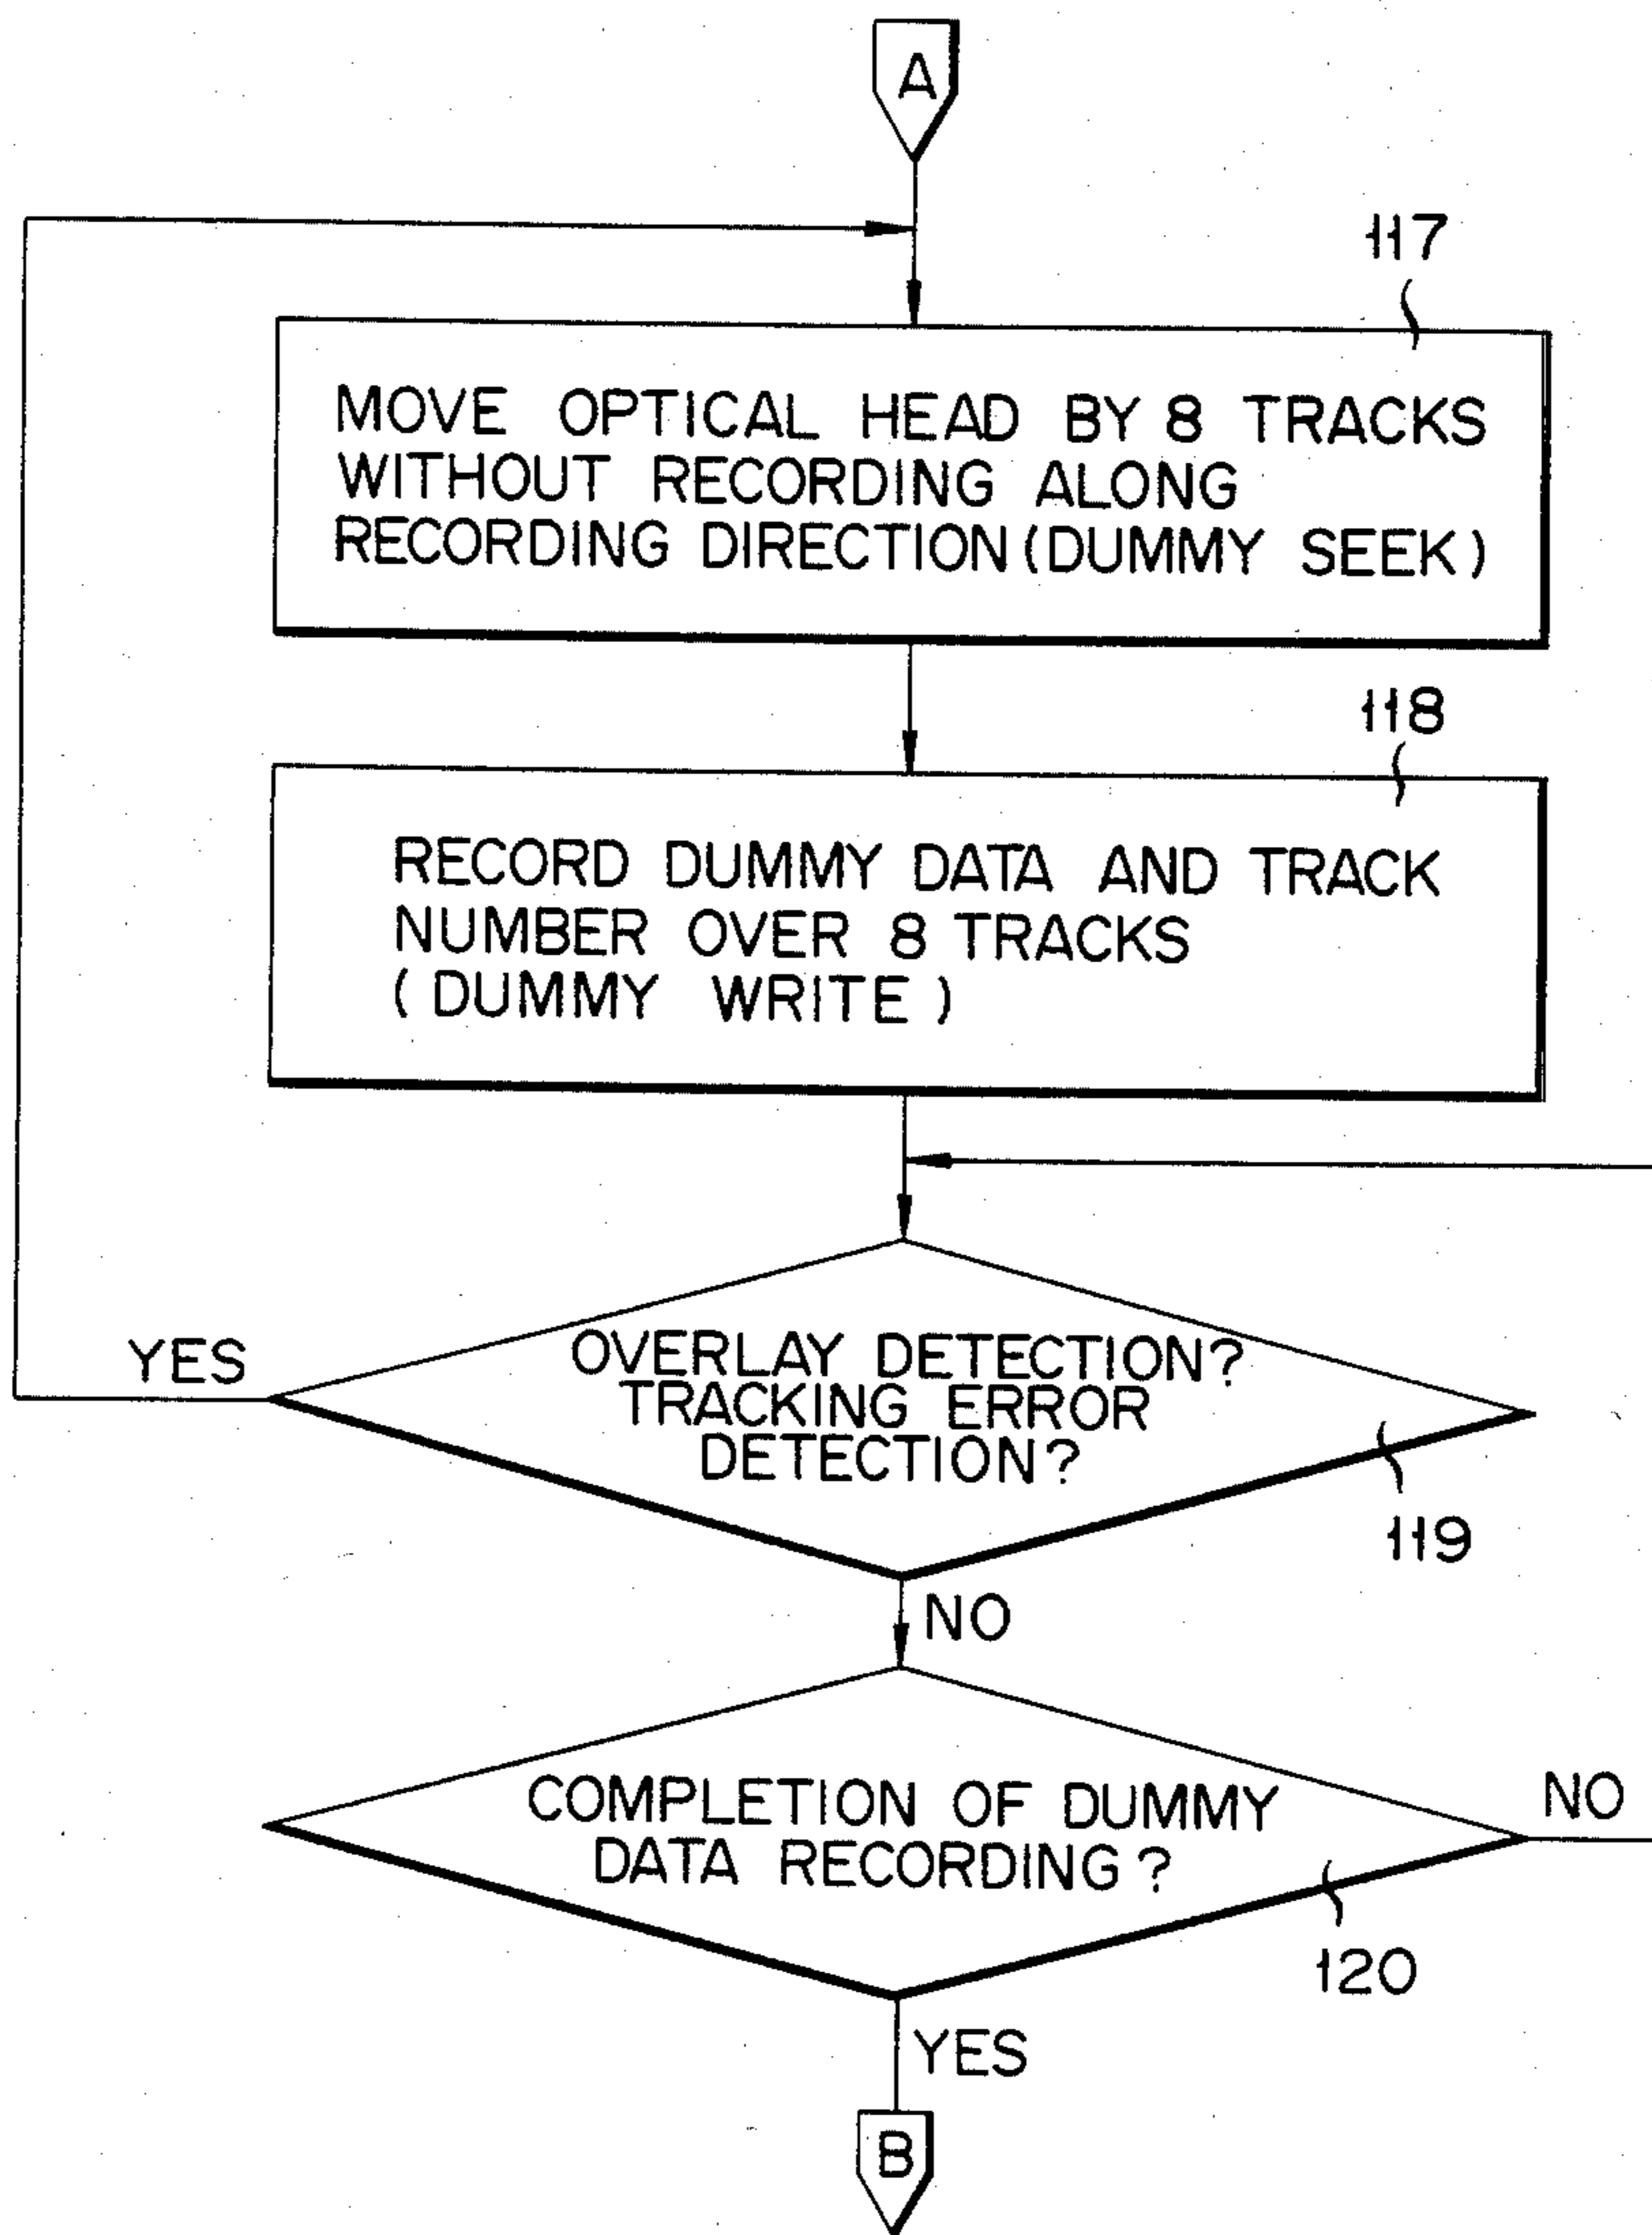 A
117
MOVE OPTICAL HEAD BY 8 TRACKS
WITHOUT RECORDING ALONG
RECORDING DIRECTION (DUMMY SEEK)
118
RECORD DUMMY DATA AND TRACK
NUMBER OVER 8 TRACKS
(DUMMY WRITE)
YES
OVERLAY DETECTION?
TRACKING ERROR
DETECTION?
119
NO
COMPLETION OF DUMMY
DATA RECORDING?
NO
120
YES
B